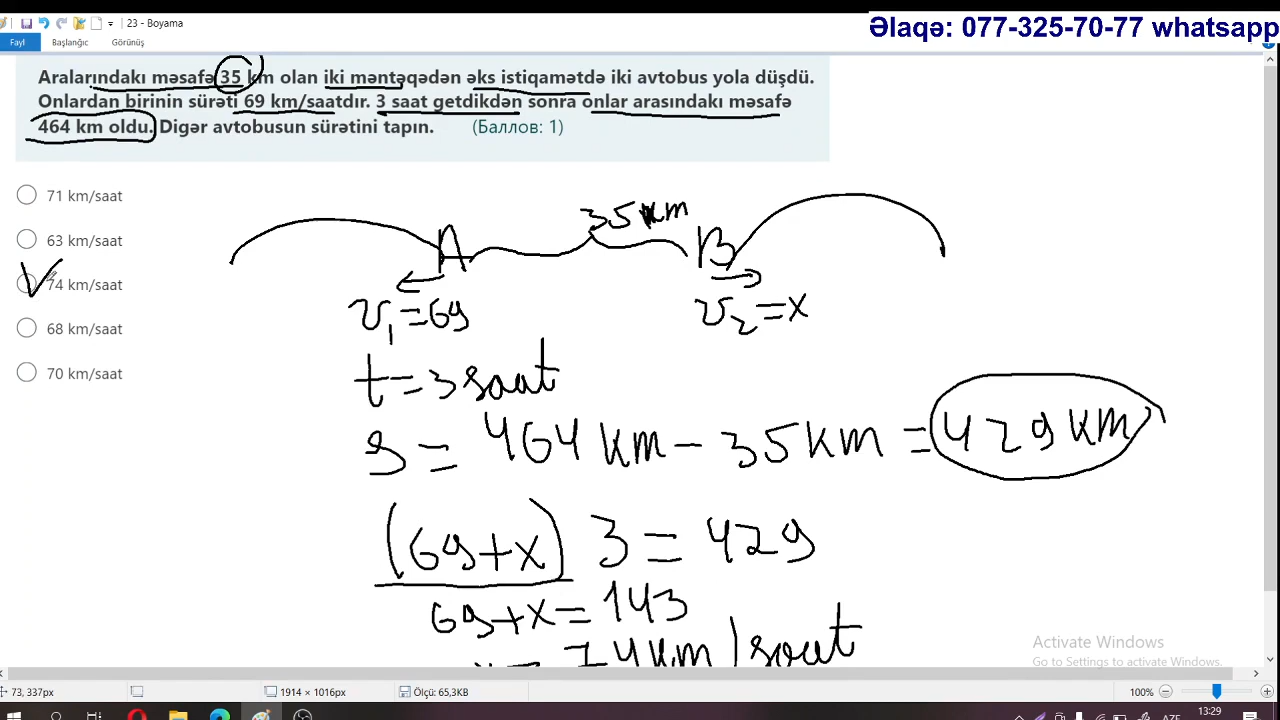 23 - Boyama
Əlaqə: 077-325-70-77 whatsapp
Fayl Başlanğıc Görünüş
Aralarındakı məsafə 35 km olan iki məntəqədən əks istiqamətdə iki avtobus yola düşdü.
Onlardan birinin sürəti 69 km/saatdır. 3 saat getdikdən sonra onlar arasındakı məsafə
464 km oldu. Digər avtobusun sürətini tapın. (Баллов: 1)
71 km/saat
63 km/saat
74 km/saat
68 km/saat
70 km/saat
35 km
A B
v₁=69 v₂=x
t=3 saat
s= 464 km - 35 km = 429 km
(69+x) 3 = 429
69+x=143
x= 74 km/saat
Activate Windows
Go to Settings to activate Windows.
73, 337px 1914 × 1016px Ölçü: 65,3KB 100%
AZE 13:29